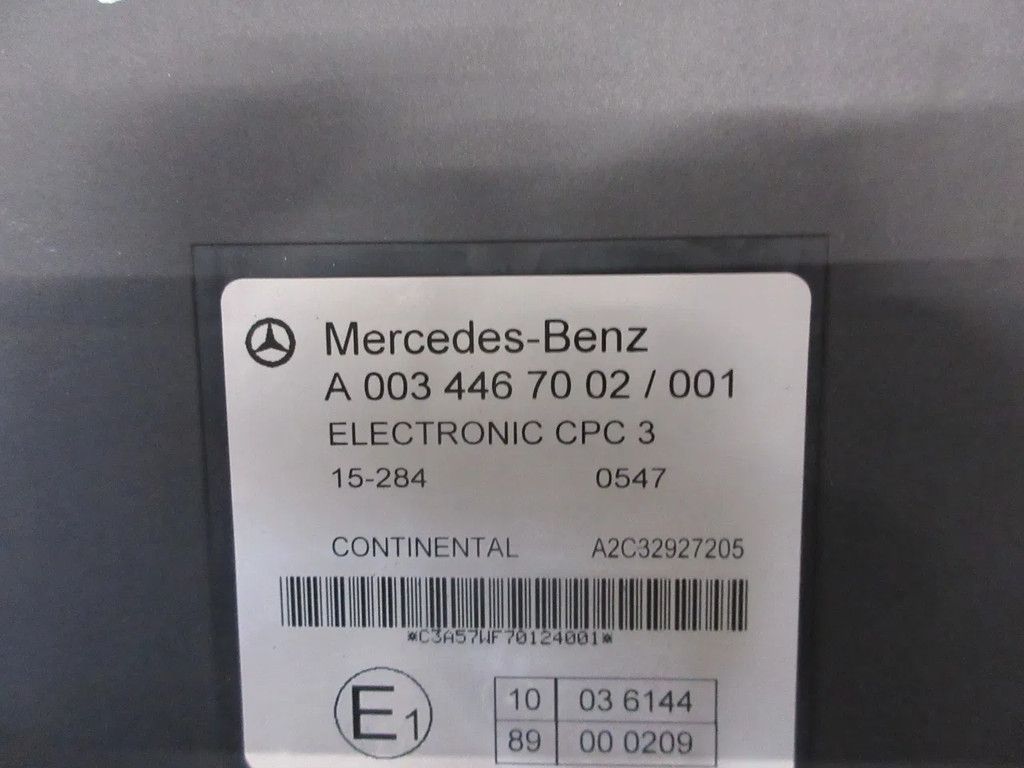 Mercedes-Benz
A 003 446 70 02 / 001
ELECTRONIC CPC 3
15-284 0547
CONTINENTAL A2C32927205
*C3A57WF70124001*
E1
10 03 6144
89 00 0209